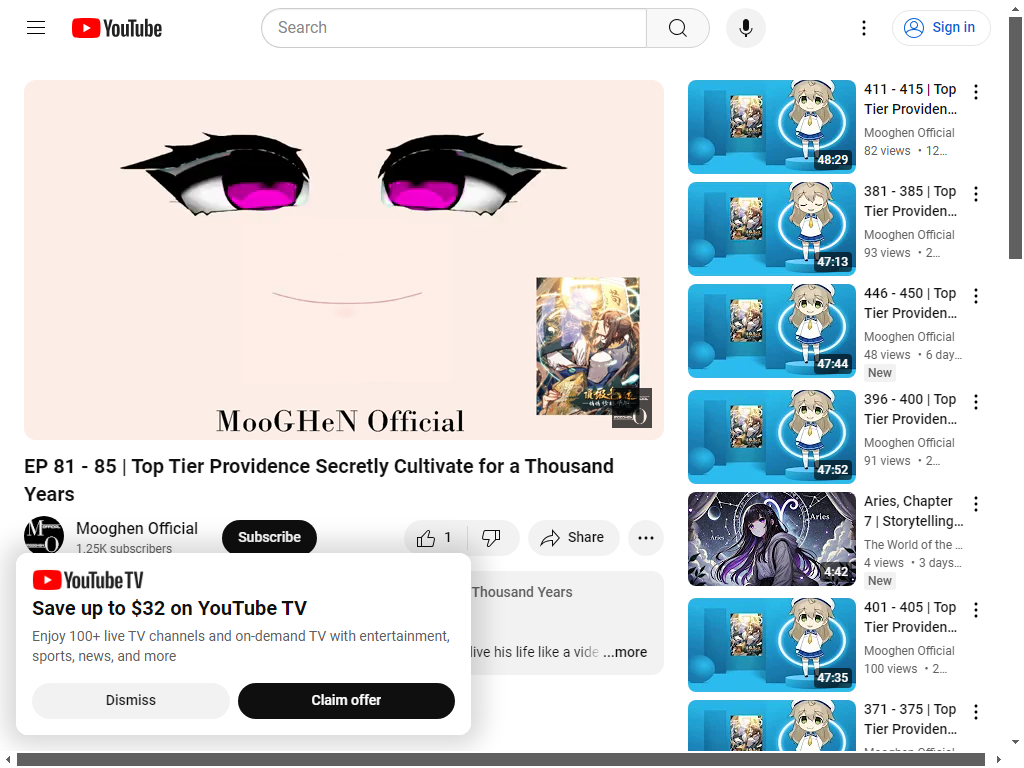 YouTube
Search
Sign in
MooGHeN Official
EP 81 - 85 | Top Tier Providence Secretly Cultivate for a Thousand
Years
Mooghen Official
1.25K subscribers
Subscribe
1
Share
Thousand Years
live his life like a vide ...more
YouTube TV
Save up to $32 on YouTube TV
Enjoy 100+ live TV channels and on-demand TV with entertainment,
sports, news, and more
Dismiss
Claim offer
48:29
411 - 415 | Top
Tier Providen...
Mooghen Official
82 views • 12...
47:13
381 - 385 | Top
Tier Providen...
Mooghen Official
93 views • 2...
47:44
446 - 450 | Top
Tier Providen...
Mooghen Official
48 views • 6 day...
New
47:52
396 - 400 | Top
Tier Providen...
Mooghen Official
91 views • 2...
Aries
Aries
4:42
Aries, Chapter
7 | Storytelling...
The World of the ...
4 views • 3 days...
New
47:35
401 - 405 | Top
Tier Providen...
Mooghen Official
100 views • 2...
371 - 375 | Top
Tier Providen...
Mooghen Official